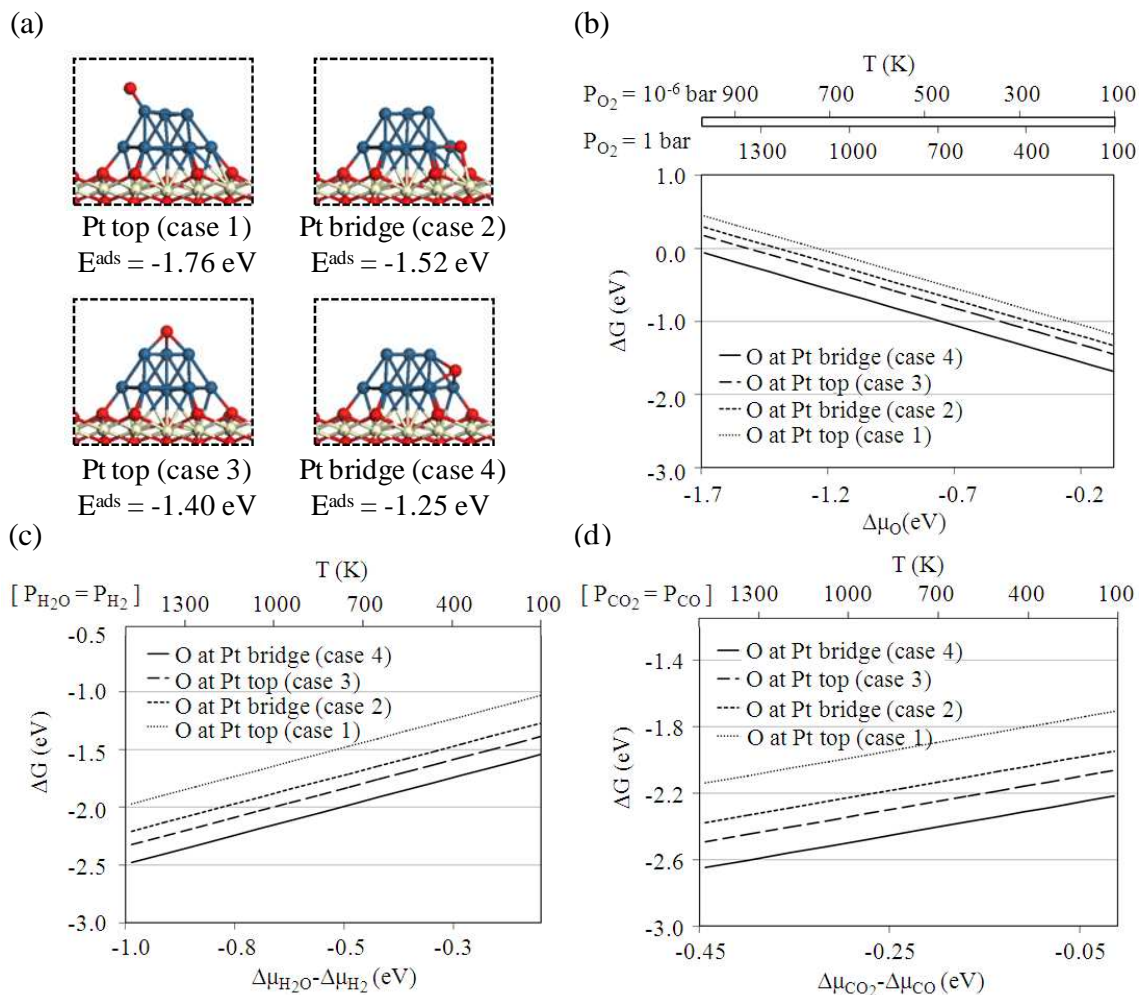 (a)
Pt top (case 1)
Eᵃᵈˢ = -1.76 eV
Pt bridge (case 2)
Eᵃᵈˢ = -1.52 eV
Pt top (case 3)
Eᵃᵈˢ = -1.40 eV
Pt bridge (case 4)
Eᵃᵈˢ = -1.25 eV
(b)
T (K)
P_O₂ = 10⁻⁶ bar 900 700 500 300 100
P_O₂ = 1 bar 1300 1000 700 400 100
1.0
0.0
-1.0
-2.0
-3.0
ΔG (eV)
O at Pt bridge (case 4)
O at Pt top (case 3)
O at Pt bridge (case 2)
O at Pt top (case 1)
-1.7 -1.2 -0.7 -0.2
Δμ_O(eV)
(c)
T (K)
[ P_H₂O = P_H₂ ] 1300 1000 700 400 100
-0.5
-1.0
-1.5
-2.0
-2.5
-3.0
ΔG (eV)
O at Pt bridge (case 4)
O at Pt top (case 3)
O at Pt bridge (case 2)
O at Pt top (case 1)
-1.0 -0.8 -0.5 -0.3
Δμ_H₂O-Δμ_H₂ (eV)
(d)
T (K)
[ P_CO₂ = P_CO ] 1300 1000 700 400 100
-1.4
-1.8
-2.2
-2.6
-3.0
ΔG (eV)
O at Pt bridge (case 4)
O at Pt top (case 3)
O at Pt bridge (case 2)
O at Pt top (case 1)
-0.45 -0.25 -0.05
Δμ_CO₂-Δμ_CO (eV)